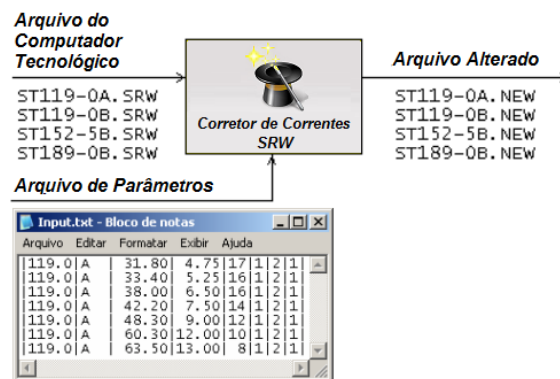 Arquivo do
Computador
Tecnológico
ST119-0A.SRW
ST119-0B.SRW
ST152-5B.SRW
ST189-0B.SRW
Corretor de Correntes
SRW
Arquivo Alterado
ST119-0A.NEW
ST119-0B.NEW
ST152-5B.NEW
ST189-0B.NEW
Arquivo de Parâmetros
Input.txt - Bloco de notas
Arquivo Editar Formatar Exibir Ajuda
|119.0|A | 31.80| 4.75|17|1|2|1|
|119.0|A | 33.40| 5.25|16|1|2|1|
|119.0|A | 38.00| 6.50|16|1|2|1|
|119.0|A | 42.20| 7.50|14|1|2|1|
|119.0|A | 48.30| 9.00|12|1|2|1|
|119.0|A | 60.30|12.00|10|1|2|1|
|119.0|A | 63.50|13.00| 8|1|2|1|